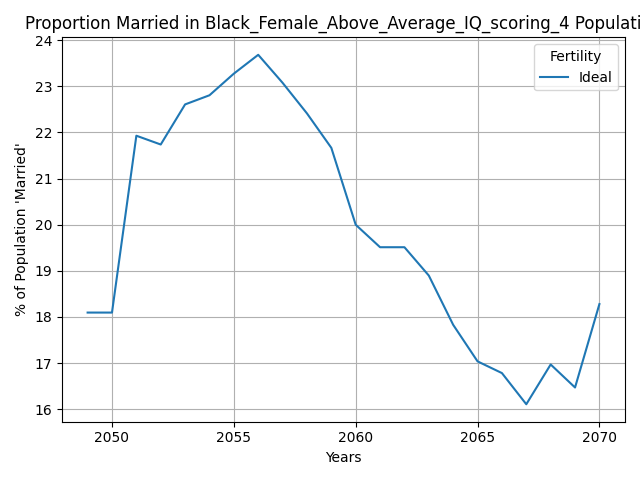 Proportion Married in Black_Female_Above_Average_IQ_scoring_4 Populati
24
23
22
21
20
19
18
17
16
% of Population 'Married'
Fertility
Ideal
2050 2055 2060 2065 2070
Years